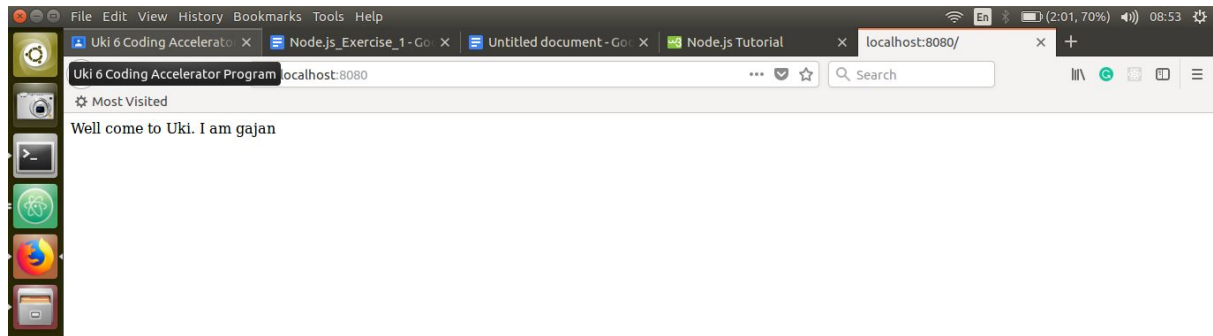 File Edit View History Bookmarks Tools Help En (2:01, 70%) 08:53
Uki 6 Coding Accelerato Node.js_Exercise_1 - Go Untitled document - Goo Node.js Tutorial localhost:8080/
Uki 6 Coding Accelerator Program localhost:8080 Search
Most Visited
Well come to Uki. I am gajan